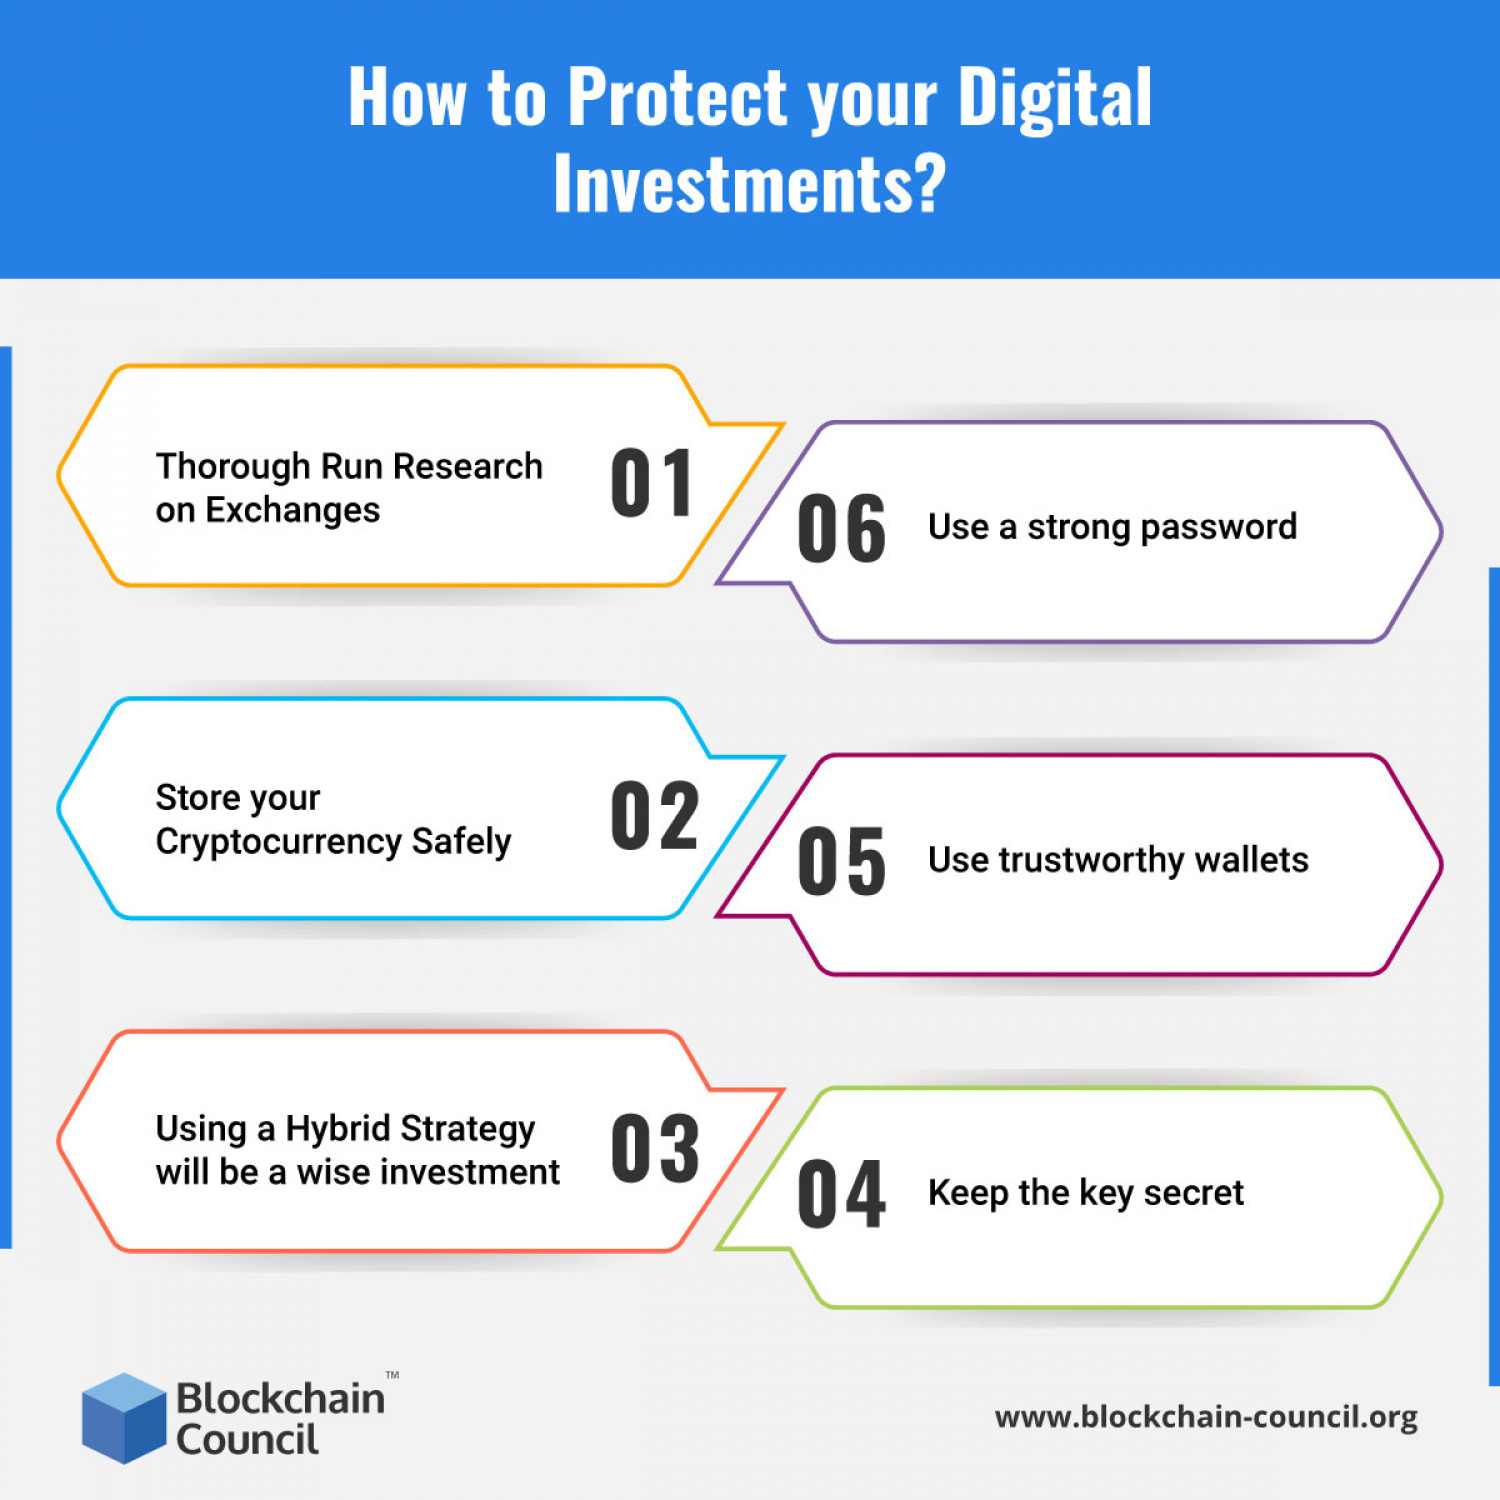 How to Protect your Digital
Investments?
Thorough Run Research
on Exchanges
01
Store your
Cryptocurrency Safely
02
Using a Hybrid Strategy
will be a wise investment
03
04
Keep the key secret
05
Use trustworthy wallets
06
Use a strong password
Blockchain™
Council
www.blockchain-council.org